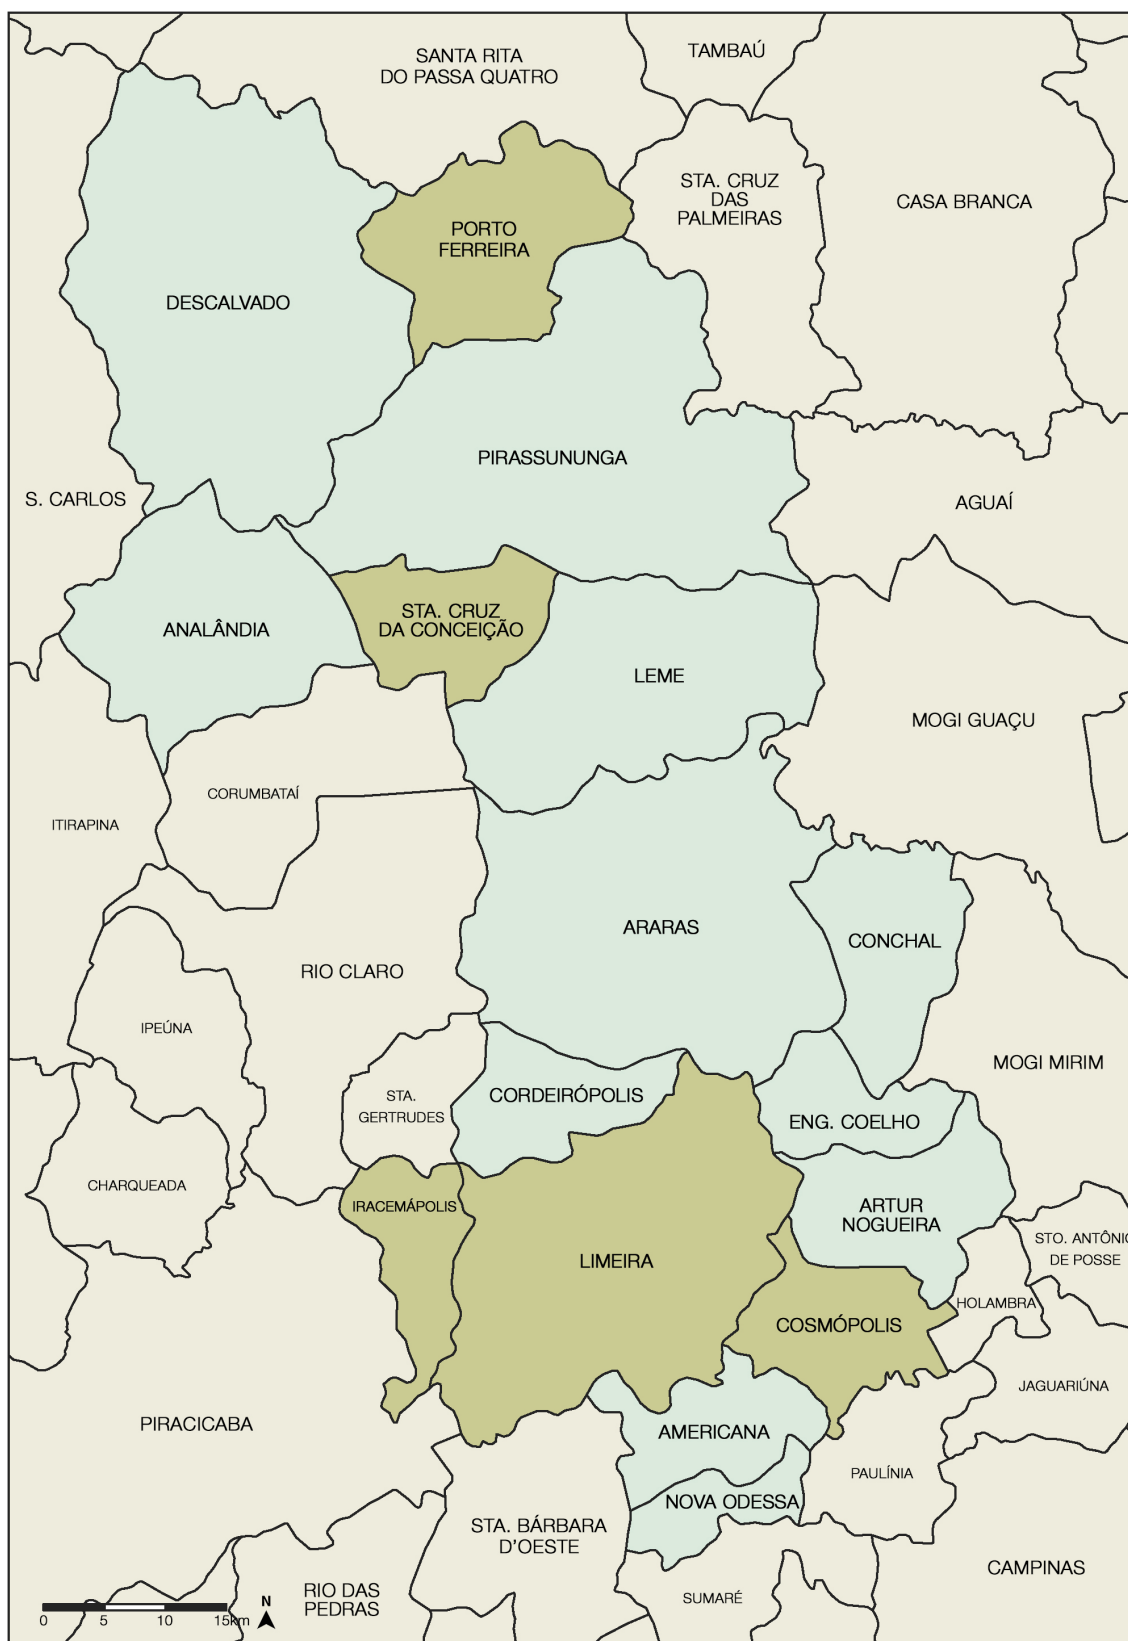 SANTA RITA
DO PASSA QUATRO
TAMBAÚ
STA. CRUZ
DAS
PALMEIRAS
CASA BRANCA
PORTO
FERREIRA
DESCALVADO
PIRASSUNUNGA
S. CARLOS
AGUAÍ
STA. CRUZ
DA CONCEIÇÃO
ANALÂNDIA
LEME
MOGI GUAÇU
CORUMBATAÍ
ITIRAPINA
ARARAS
CONCHAL
RIO CLARO
IPEÚNA
MOGI MIRIM
STA.
GERTRUDES
CORDEIRÓPOLIS
ENG. COELHO
CHARQUEADA
IRACEMÁPOLIS
ARTUR
NOGUEIRA
STO. ANTÔNIO
DE POSSE
LIMEIRA
HOLAMBRA
COSMÓPOLIS
JAGUARIÚNA
PIRACICABA
AMERICANA
PAULÍNIA
NOVA ODESSA
STA. BÁRBARA
D'OESTE
CAMPINAS
RIO DAS
PEDRAS
SUMARÉ
N
0 5 10 15km